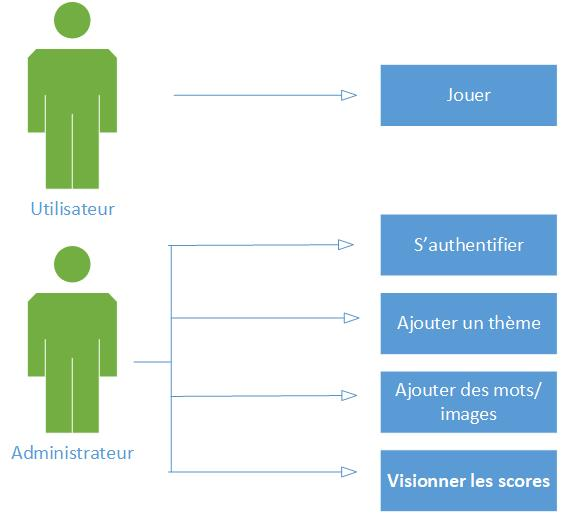 Jouer
Utilisateur
S'authentifier
Ajouter un thème
Ajouter des mots/
images
Administrateur
Visionner les scores